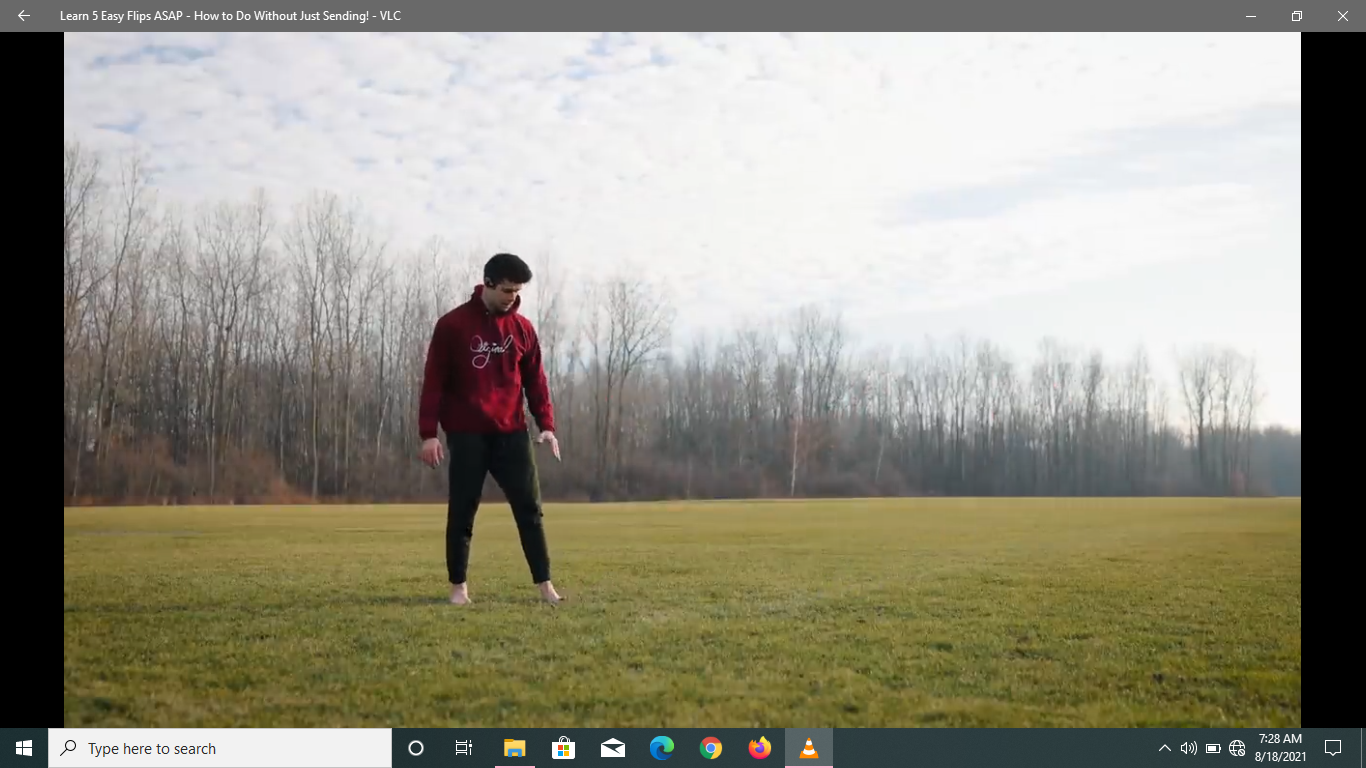 Learn 5 Easy Flips ASAP - How to Do Without Just Sending! - VLC
Original
Type here to search
7:28 AM
8/18/2021